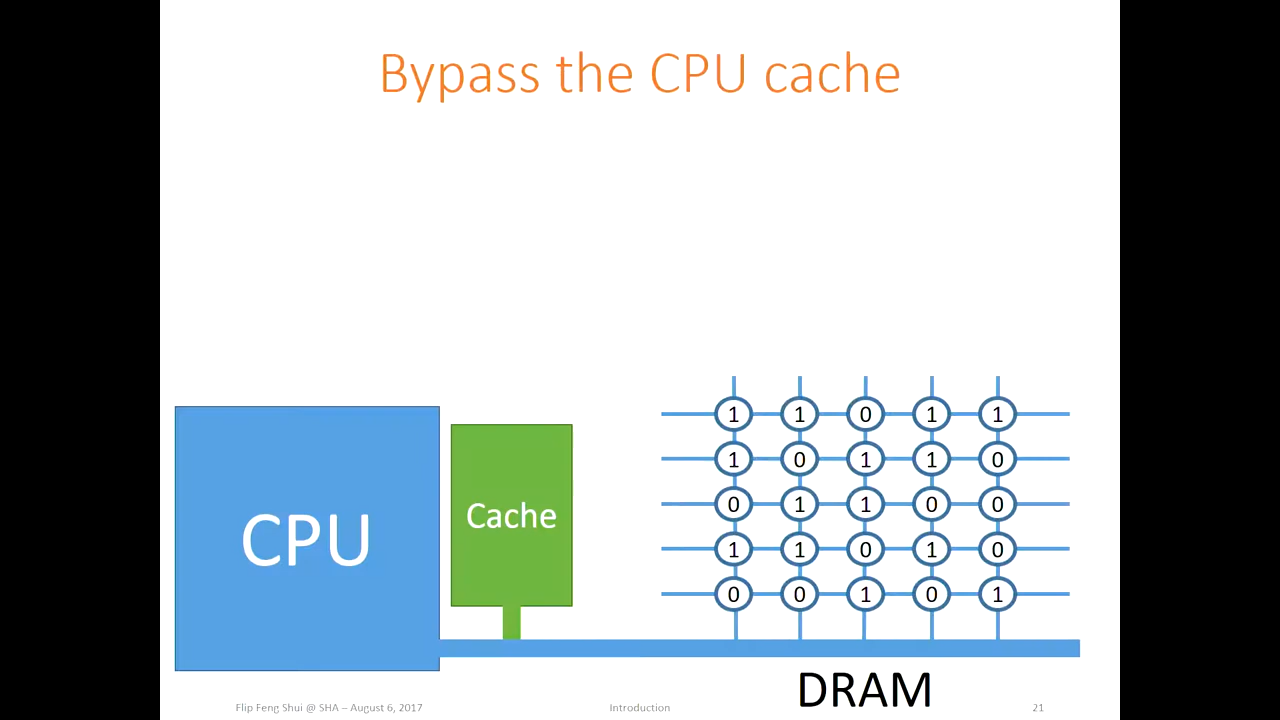 Bypass the CPU cache
1 1 0 1 1
1 0 1 1 0
0 1 1 0 0
1 1 0 1 0
0 0 1 0 1
CPU
Cache
DRAM
Flip Feng Shui @ SHA – August 6, 2017
Introduction
21